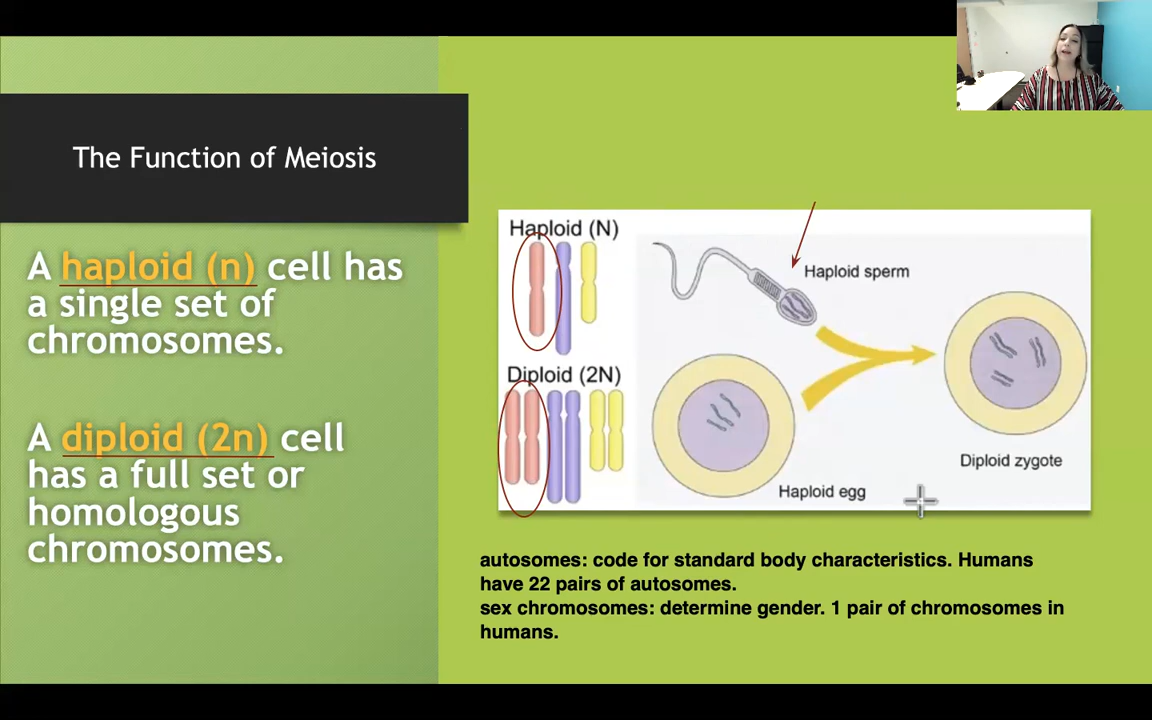 The Function of Meiosis
A haploid (n) cell has
a single set of
chromosomes.
A diploid (2n) cell
has a full set or
homologous
chromosomes.
Haploid (N)
Diploid (2N)
Haploid sperm
Haploid egg
Diploid zygote
autosomes: code for standard body characteristics. Humans
have 22 pairs of autosomes.
sex chromosomes: determine gender. 1 pair of chromosomes in
humans.